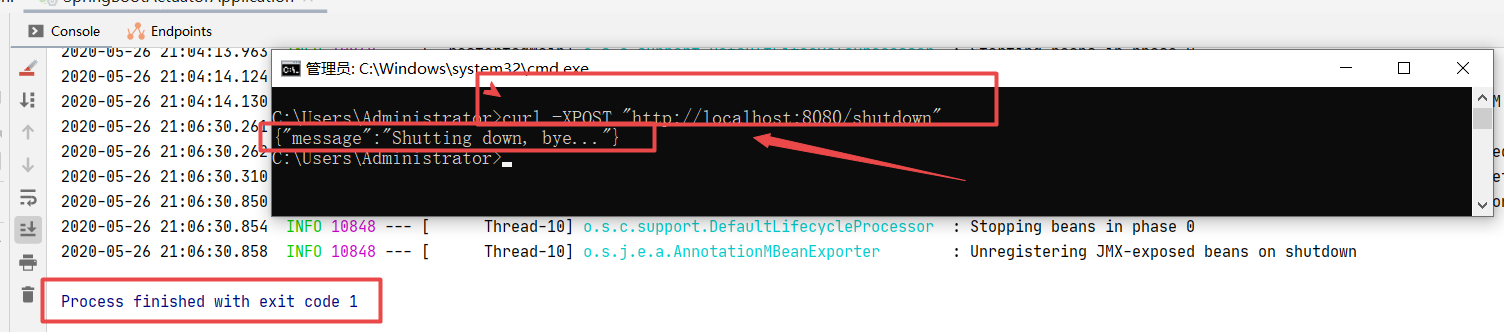 SpringBootActuatorApplication
Console Endpoints
2020-05-26 21:04:13.963
2020-05-26 21:04:14.124
2020-05-26 21:04:14.130
2020-05-26 21:06:30.261
2020-05-26 21:06:30.262
2020-05-26 21:06:30.310
2020-05-26 21:06:30.850
2020-05-26 21:06:30.854 INFO 10848 --- [ Thread-10] o.s.c.support.DefaultLifecycleProcessor : Stopping beans in phase 0
2020-05-26 21:06:30.858 INFO 10848 --- [ Thread-10] o.s.j.e.a.AnnotationMBeanExporter : Unregistering JMX-exposed beans on shutdown
Process finished with exit code 1
管理员: C:\Windows\system32\cmd.exe
C:\Users\Administrator>curl -XPOST "http://localhost:8080/shutdown"
{"message":"Shutting down, bye..."}
C:\Users\Administrator>